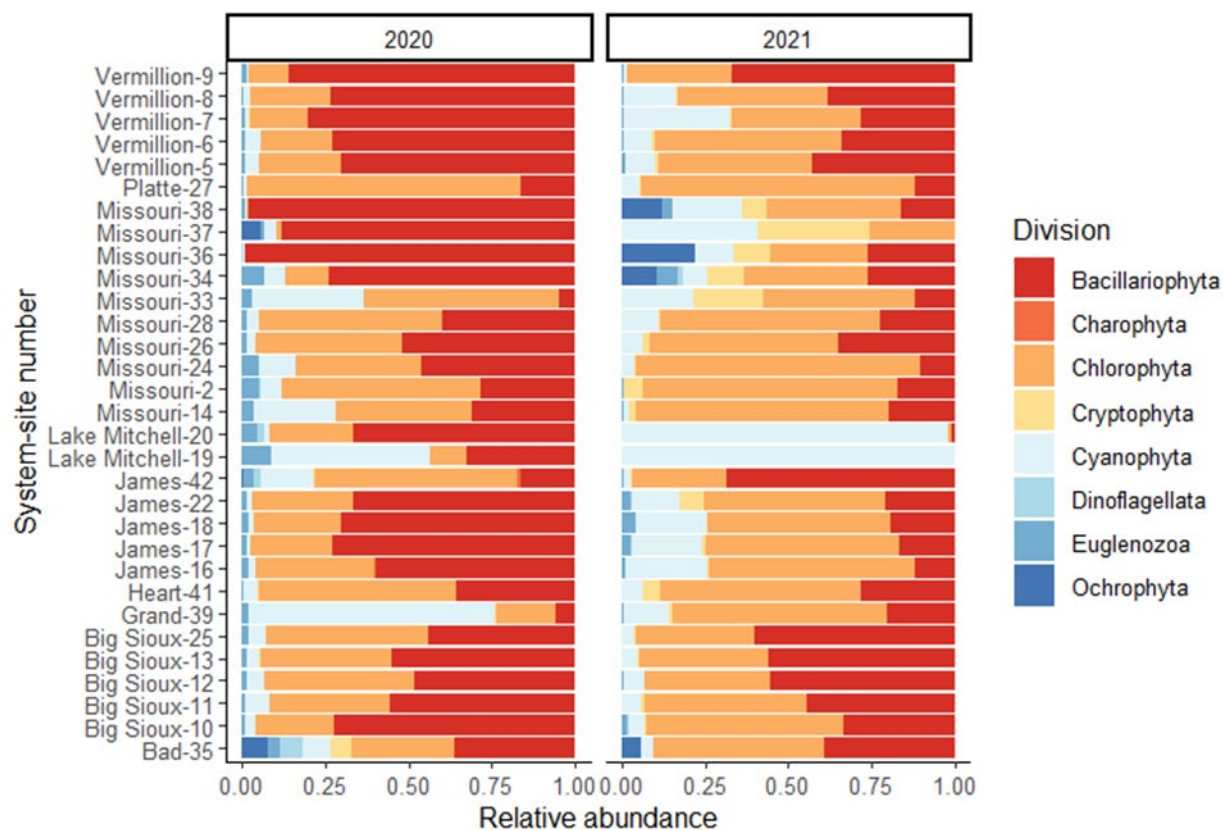 2020
2021
System-site number
Vermillion-9
Vermillion-8
Vermillion-7
Vermillion-6
Vermillion-5
Platte-27
Missouri-38
Missouri-37
Missouri-36
Missouri-34
Missouri-33
Missouri-28
Missouri-26
Missouri-24
Missouri-2
Missouri-14
Lake Mitchell-20
Lake Mitchell-19
James-42
James-22
James-18
James-17
James-16
Heart-41
Grand-39
Big Sioux-25
Big Sioux-13
Big Sioux-12
Big Sioux-11
Big Sioux-10
Bad-35
0.00 0.25 0.50 0.75 1.00
0.00 0.25 0.50 0.75 1.00
Relative abundance
Division
Bacillariophyta
Charophyta
Chlorophyta
Cryptophyta
Cyanophyta
Dinoflagellata
Euglenozoa
Ochrophyta